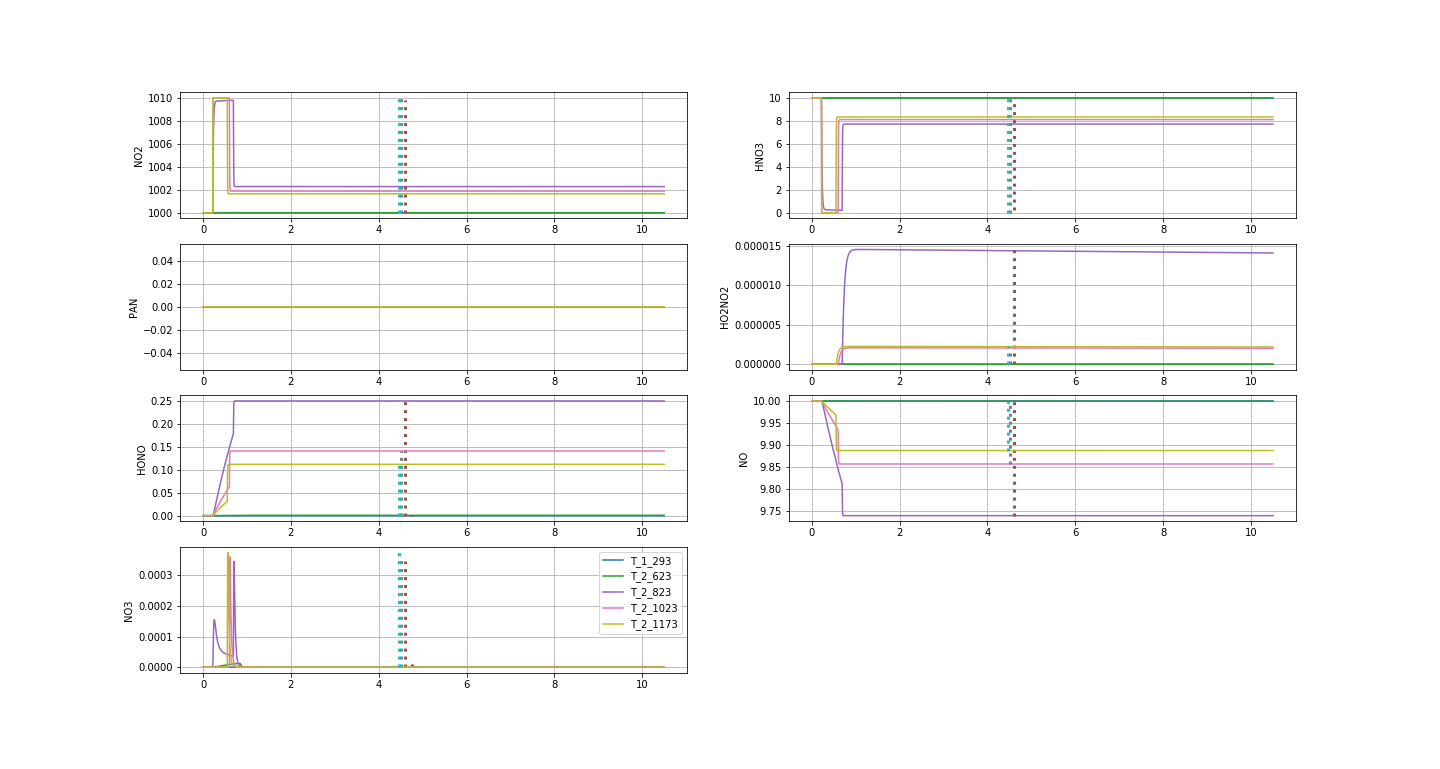 NO2
1010
1008
1006
1004
1002
1000
0 2 4 6 8 10
HNO3
10
8
6
4
2
0
0 2 4 6 8 10
PAN
0.04
0.02
0.00
−0.02
−0.04
0 2 4 6 8 10
HO2NO2
0.000015
0.000010
0.000005
0.000000
0 2 4 6 8 10
HONO
0.25
0.20
0.15
0.10
0.05
0.00
0 2 4 6 8 10
NO
10.00
9.95
9.90
9.85
9.80
9.75
0 2 4 6 8 10
NO3
0.0003
0.0002
0.0001
0.0000
0 2 4 6 8 10
T_1_293
T_2_623
T_2_823
T_2_1023
T_2_1173